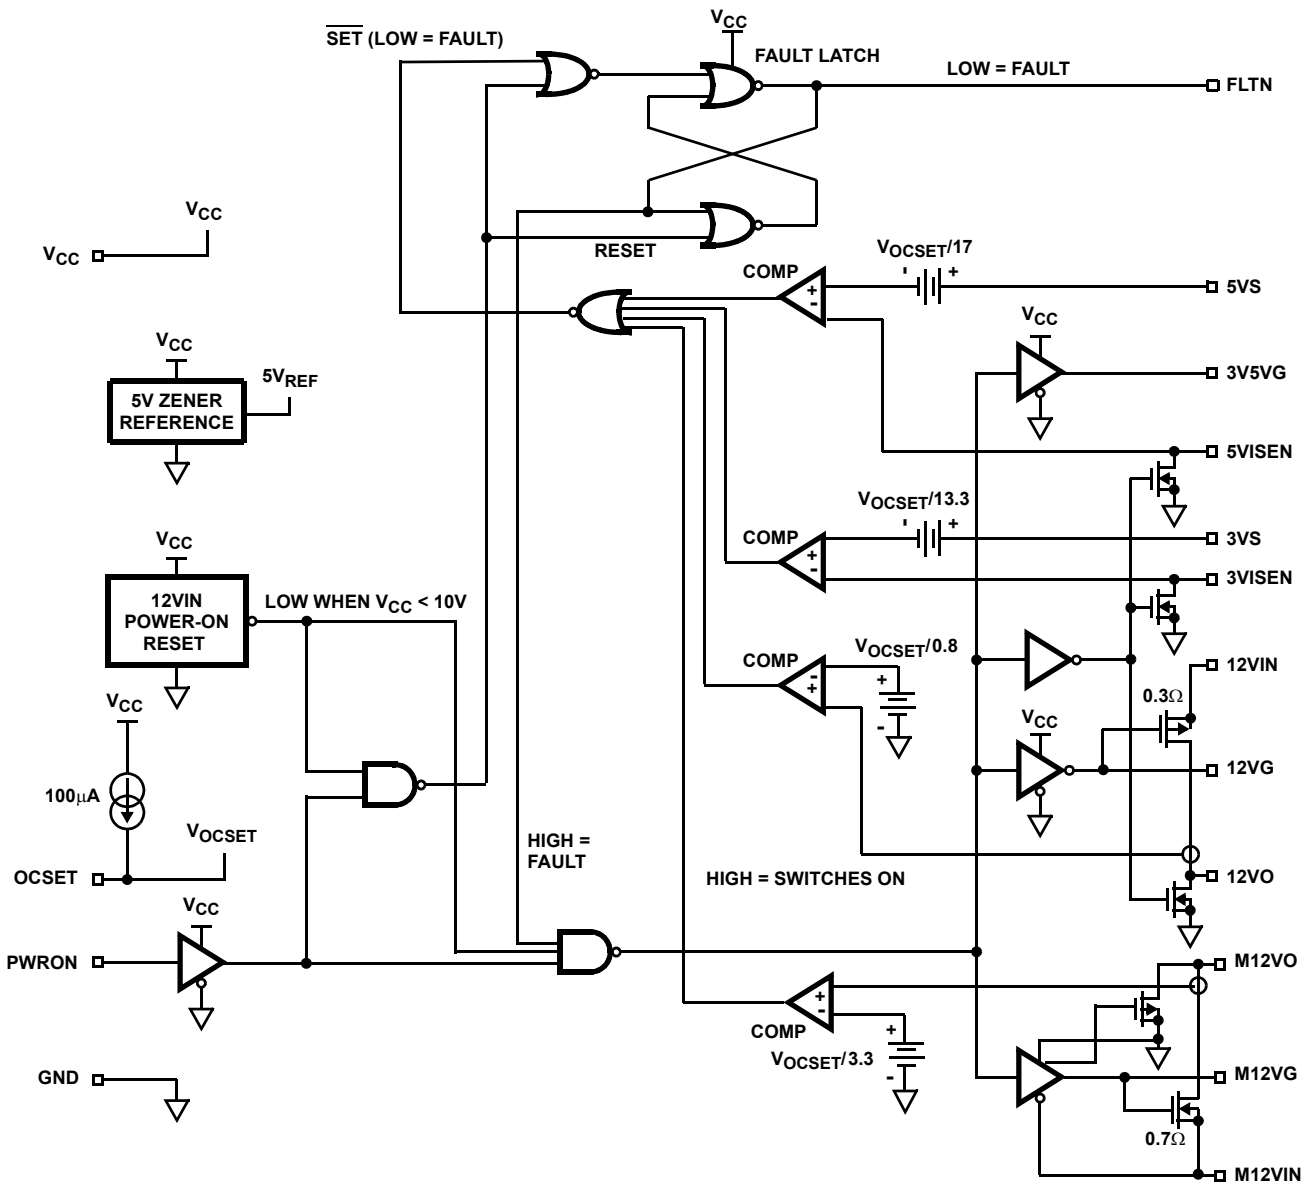 VCC
SET (LOW = FAULT)
FAULT LATCH
LOW = FAULT
FLTN
VCC
VCC
RESET
VOCSET/17
COMP
-
+
+
-
5VS
VCC
3V5VG
VCC
5VREF
5V ZENER
REFERENCE
5VISEN
VOCSET/13.3
COMP
-
+
+
-
3VS
3VISEN
VCC
12VIN
POWER-ON
RESET
LOW WHEN VCC < 10V
VOCSET/0.8
COMP
-
+
+
-
12VIN
0.3Ω
VCC
12VG
VCC
100µA
VOCSET
OCSET
HIGH =
FAULT
HIGH = SWITCHES ON
12VO
VCC
PWRON
M12VO
+
-
COMP
+
-
VOCSET/3.3
GND
M12VG
0.7Ω
M12VIN